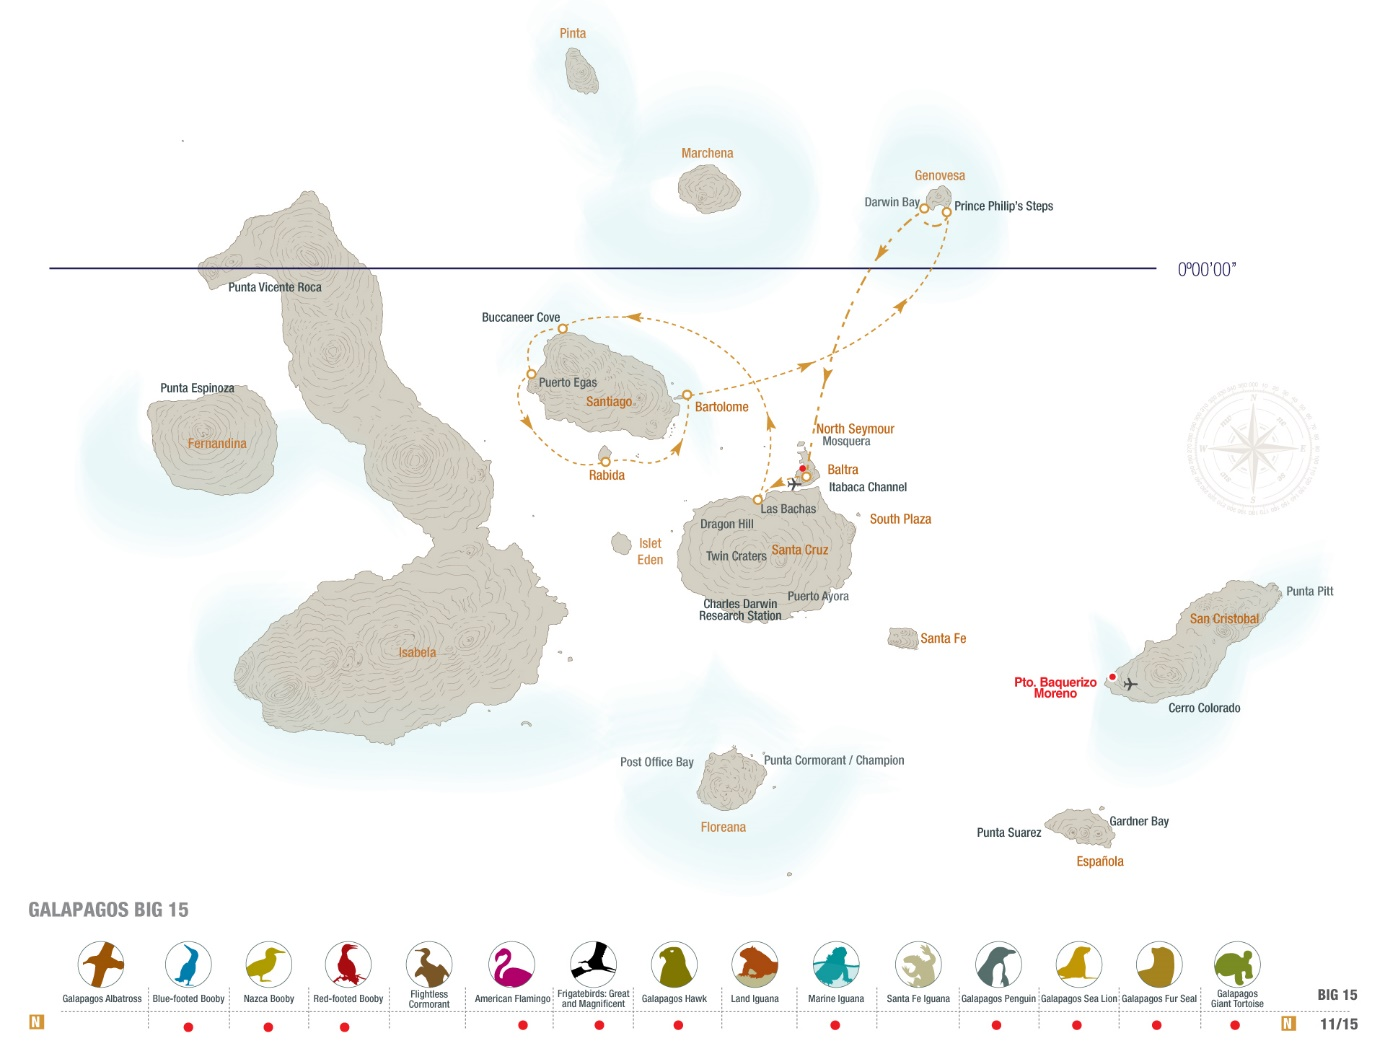 Pinta
Marchena
Genovesa
Darwin Bay
Prince Philip's Steps
0º00'00"
Punta Vicente Roca
Buccaneer Cove
Puerto Egas
Santiago
Bartolome
Punta Espinoza
Fernandina
Rabida
North Seymour
Mosquera
Baltra
Itabaca Channel
Las Bachas
Dragon Hill
South Plaza
Islet
Eden
Twin Craters
Santa Cruz
Puerto Ayora
Charles Darwin
Research Station
Isabela
Santa Fe
Punta Pitt
San Cristobal
Pto. Baquerizo
Moreno
Cerro Colorado
Post Office Bay
Punta Cormorant / Champion
Floreana
Punta Suarez
Gardner Bay
Española
N
E
S
GALAPAGOS BIG 15
Galapagos Albatross
Blue-footed Booby
Nazca Booby
Red-footed Booby
Flightless
Cormorant
American Flamingo
Frigatebirds: Great
and Magnificent
Galapagos Hawk
Land Iguana
Marine Iguana
Santa Fe Iguana
Galapagos Penguin
Galapagos Sea Lion
Galapagos Fur Seal
Galapagos
Giant Tortoise
BIG 15
N
N
11/15